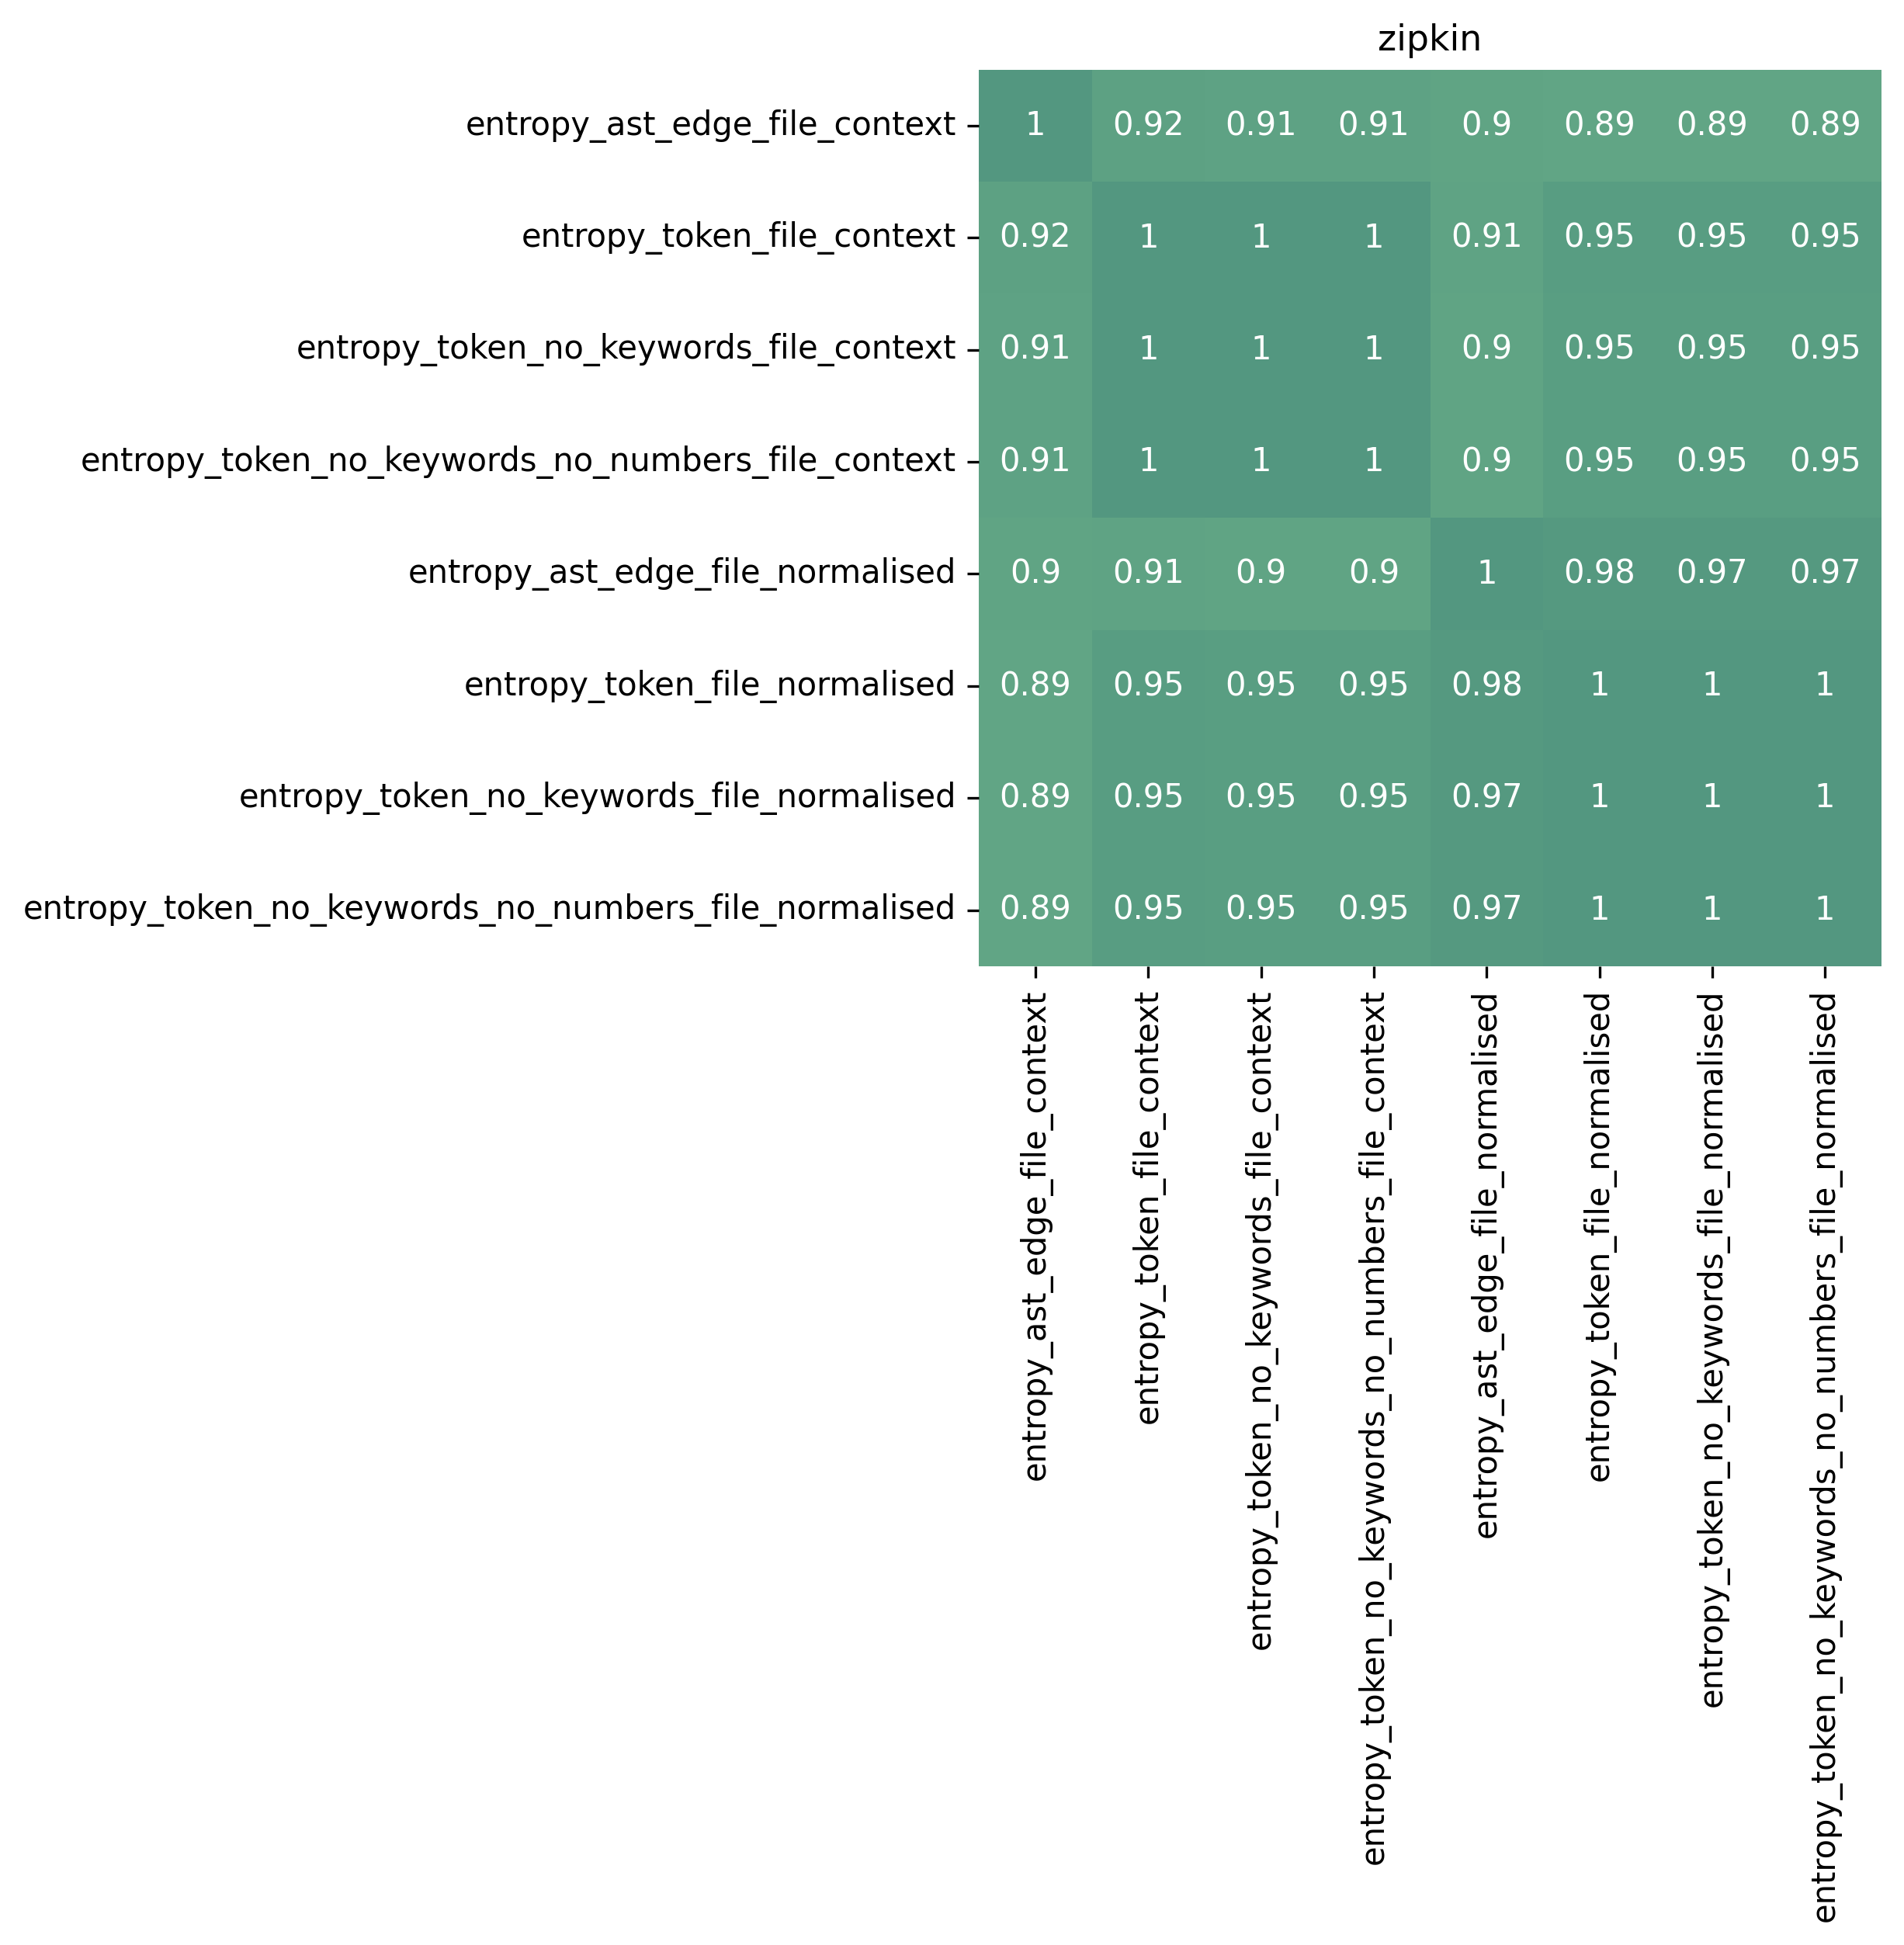 zipkin
entropy_ast_edge_file_context 1 0.92 0.91 0.91 0.9 0.89 0.89 0.89
entropy_token_file_context 0.92 1 1 1 0.91 0.95 0.95 0.95
entropy_token_no_keywords_file_context 0.91 1 1 1 0.9 0.95 0.95 0.95
entropy_token_no_keywords_no_numbers_file_context 0.91 1 1 1 0.9 0.95 0.95 0.95
entropy_ast_edge_file_normalised 0.9 0.91 0.9 0.9 1 0.98 0.97 0.97
entropy_token_file_normalised 0.89 0.95 0.95 0.95 0.98 1 1 1
entropy_token_no_keywords_file_normalised 0.89 0.95 0.95 0.95 0.97 1 1 1
entropy_token_no_keywords_no_numbers_file_normalised 0.89 0.95 0.95 0.95 0.97 1 1 1
entropy_ast_edge_file_context
entropy_token_file_context
entropy_token_no_keywords_file_context
entropy_token_no_keywords_no_numbers_file_context
entropy_ast_edge_file_normalised
entropy_token_file_normalised
entropy_token_no_keywords_file_normalised
entropy_token_no_keywords_no_numbers_file_normalised